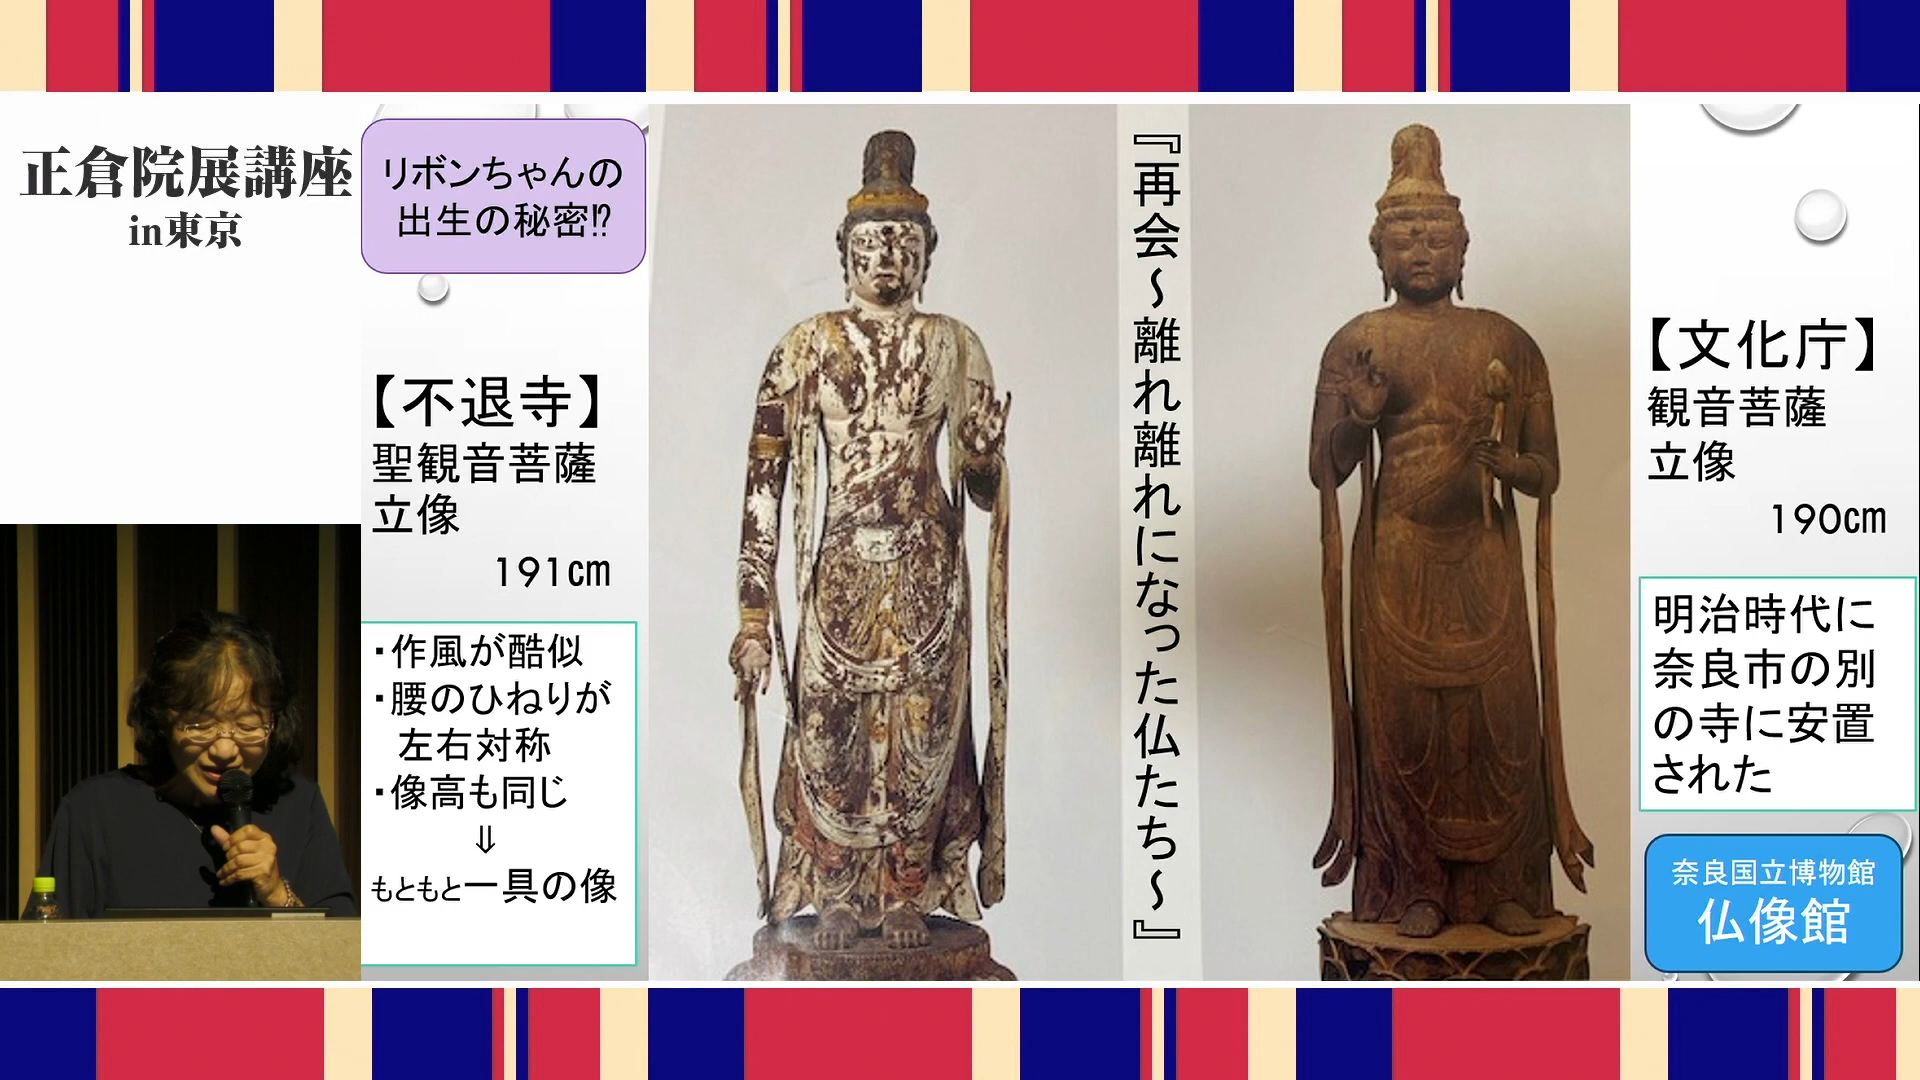 正倉院展講座
in東京
リボンちゃんの
出生の秘密⁉
【不退寺】
聖観音菩薩
立像
191㎝
・作風が酷似
・腰のひねりが
左右対称
・像高も同じ
⇓
もともと一具の像
『再会～離れ離れになった仏たち～』
【文化庁】
観音菩薩
立像
190㎝
明治時代に
奈良市の別
の寺に安置
された
奈良国立博物館
仏像館